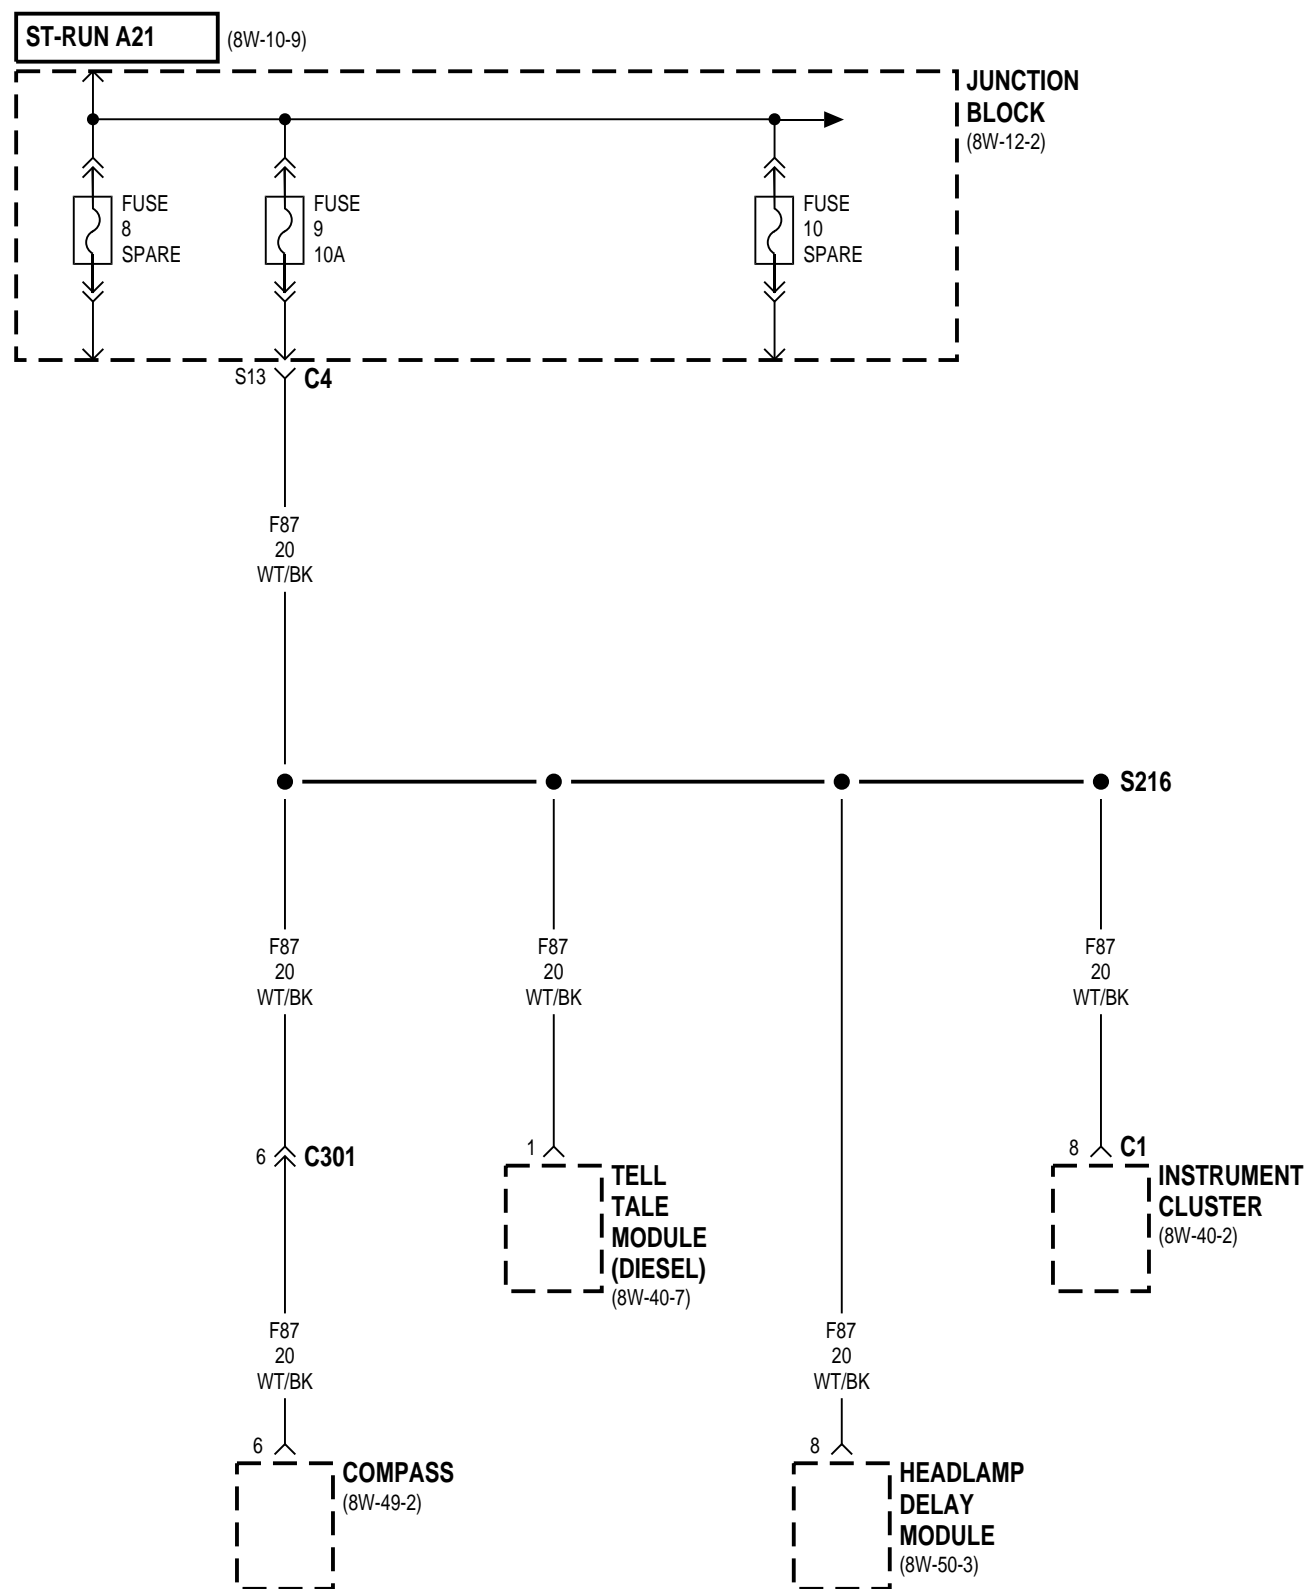 ST-RUN A21
(8W-10-9)
JUNCTION
BLOCK
(8W-12-2)
FUSE
8
SPARE
FUSE
9
10A
FUSE
10
SPARE
S13
C4
F87
20
WT/BK
S216
F87
20
WT/BK
F87
20
WT/BK
F87
20
WT/BK
6
C301
1
TELL
TALE
MODULE
(DIESEL)
(8W-40-7)
8
C1
INSTRUMENT
CLUSTER
(8W-40-2)
F87
20
WT/BK
F87
20
WT/BK
6
COMPASS
(8W-49-2)
8
HEADLAMP
DELAY
MODULE
(8W-50-3)